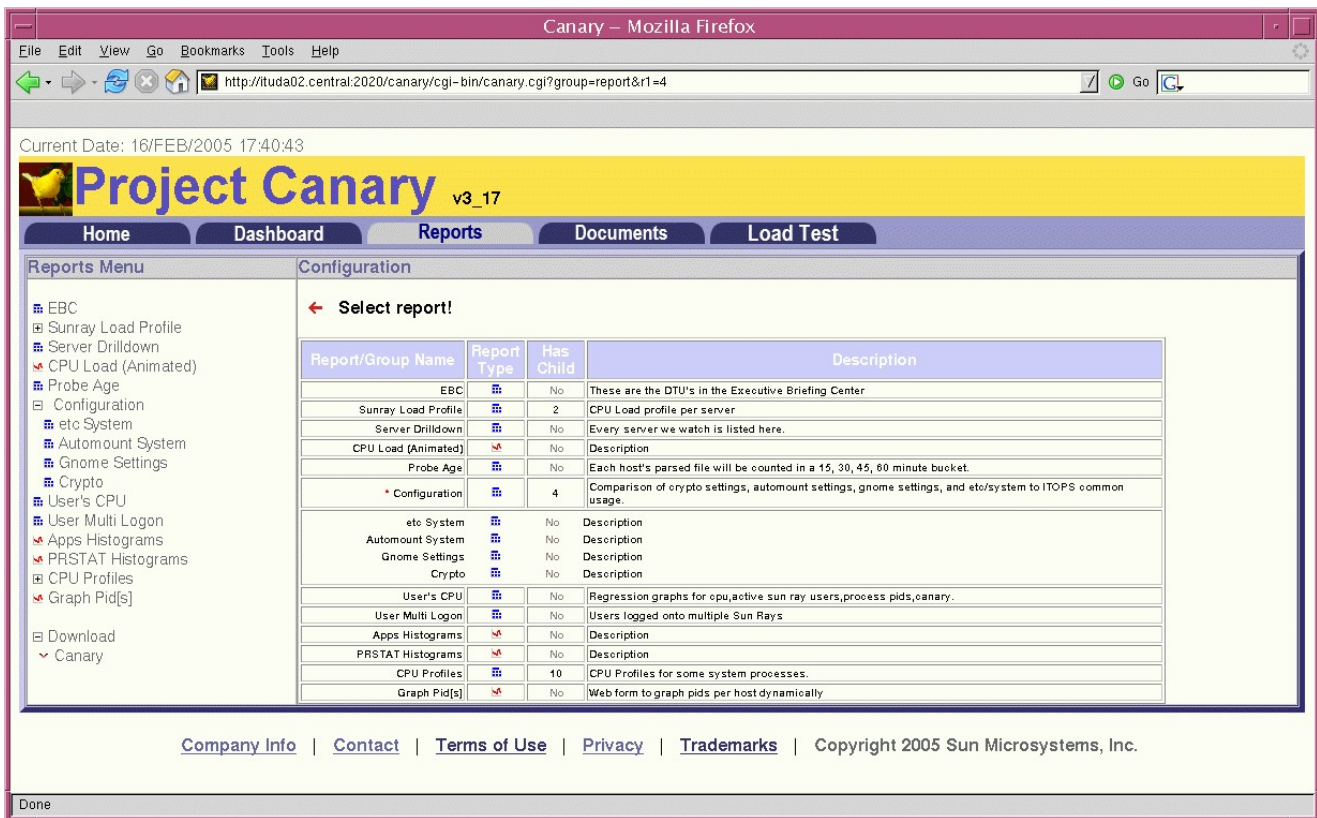 Canary – Mozilla Firefox
File Edit View Go Bookmarks Tools Help
http://ituda02.central:2020/canary/cgi-bin/canary.cgi?group=report&r1=4 Go G
Current Date: 16/FEB/2005 17:40:43
Project Canary v3_17
Home Dashboard Reports Documents Load Test
Reports Menu
EBC
Sunray Load Profile
Server Drilldown
CPU Load (Animated)
Probe Age
Configuration
etc System
Automount System
Gnome Settings
Crypto
User's CPU
User Multi Logon
Apps Histograms
PRSTAT Histograms
CPU Profiles
Graph Pid[s]
Download
Canary
Configuration
Select report!
Report/Group Name Report Type Has Child Description
EBC No These are the DTU's in the Executive Briefing Center
Sunray Load Profile 2 CPU Load profile per server
Server Drilldown No Every server we watch is listed here.
CPU Load (Animated) No Description
Probe Age No Each host's parsed file will be counted in a 15, 30, 45, 60 minute bucket.
* Configuration 4 Comparison of crypto settings, automount settings, gnome settings, and etc/system to ITOPS common
usage.
etc System No Description
Automount System No Description
Gnome Settings No Description
Crypto No Description
User's CPU No Regression graphs for cpu,active sun ray users,process pids,canary.
User Multi Logon No Users logged onto multiple Sun Rays
Apps Histograms No Description
PRSTAT Histograms No Description
CPU Profiles 10 CPU Profiles for some system processes.
Graph Pid[s] No Web form to graph pids per host dynamically
Company Info | Contact | Terms of Use | Privacy | Trademarks | Copyright 2005 Sun Microsystems, Inc.
Done